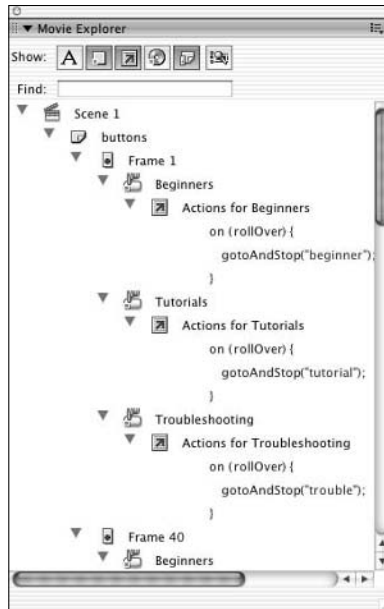 Movie Explorer
Show: A
Find:
Scene 1
buttons
Frame 1
Beginners
Actions for Beginners
on (rollOver) {
gotoAndStop("beginner");
}
Tutorials
Actions for Tutorials
on (rollOver) {
gotoAndStop("tutorial");
}
Troubleshooting
Actions for Troubleshooting
on (rollOver) {
gotoAndStop("trouble");
}
Frame 40
Beginners